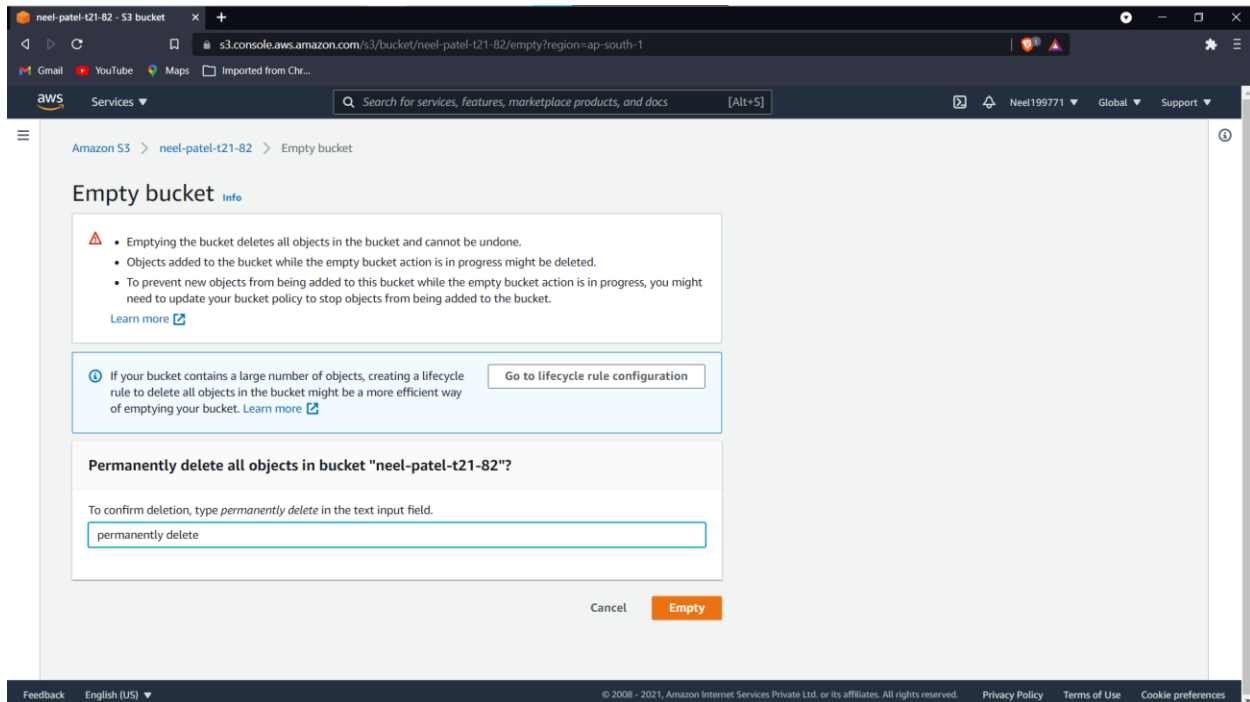 neel-patel-t21-82 - S3 bucket
s3.console.aws.amazon.com/s3/bucket/neel-patel-t21-82/empty?region=ap-south-1
Gmail YouTube Maps Imported from Chr...
aws Services Search for services, features, marketplace products, and docs [Alt+S] Neel199771 Global Support
Amazon S3 > neel-patel-t21-82 > Empty bucket
Empty bucket Info
• Emptying the bucket deletes all objects in the bucket and cannot be undone.
• Objects added to the bucket while the empty bucket action is in progress might be deleted.
• To prevent new objects from being added to this bucket while the empty bucket action is in progress, you might
need to update your bucket policy to stop objects from being added to the bucket.
Learn more
If your bucket contains a large number of objects, creating a lifecycle
rule to delete all objects in the bucket might be a more efficient way
of emptying your bucket. Learn more
Go to lifecycle rule configuration
Permanently delete all objects in bucket "neel-patel-t21-82"?
To confirm deletion, type permanently delete in the text input field.
permanently delete
Cancel Empty
Feedback English (US) © 2008 - 2021, Amazon Internet Services Private Ltd. or its affiliates. All rights reserved. Privacy Policy Terms of Use Cookie preferences